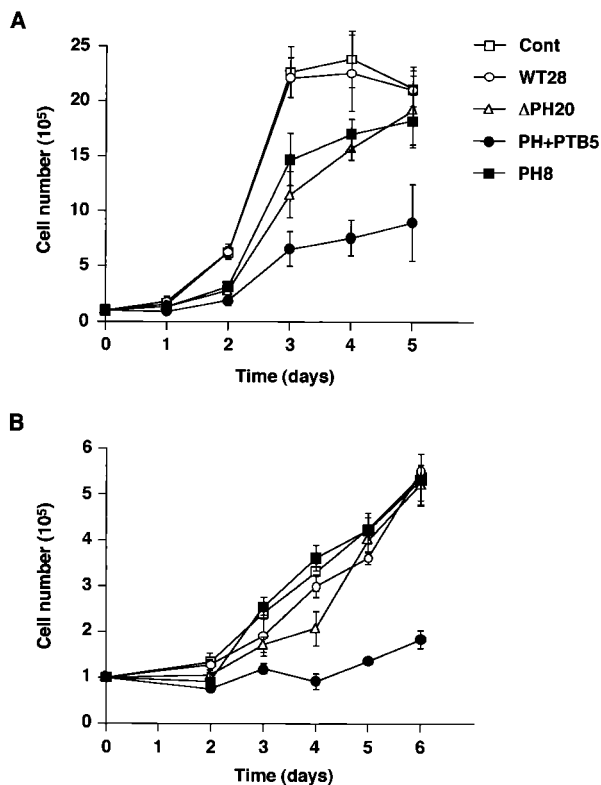 A
Cell number (10⁵)
25
20
15
10
5
0
0 1 2 3 4 5
Time (days)
Cont
WT28
ΔPH20
PH+PTB5
PH8
B
Cell number (10⁵)
6
5
4
3
2
1
0
0 1 2 3 4 5 6
Time (days)